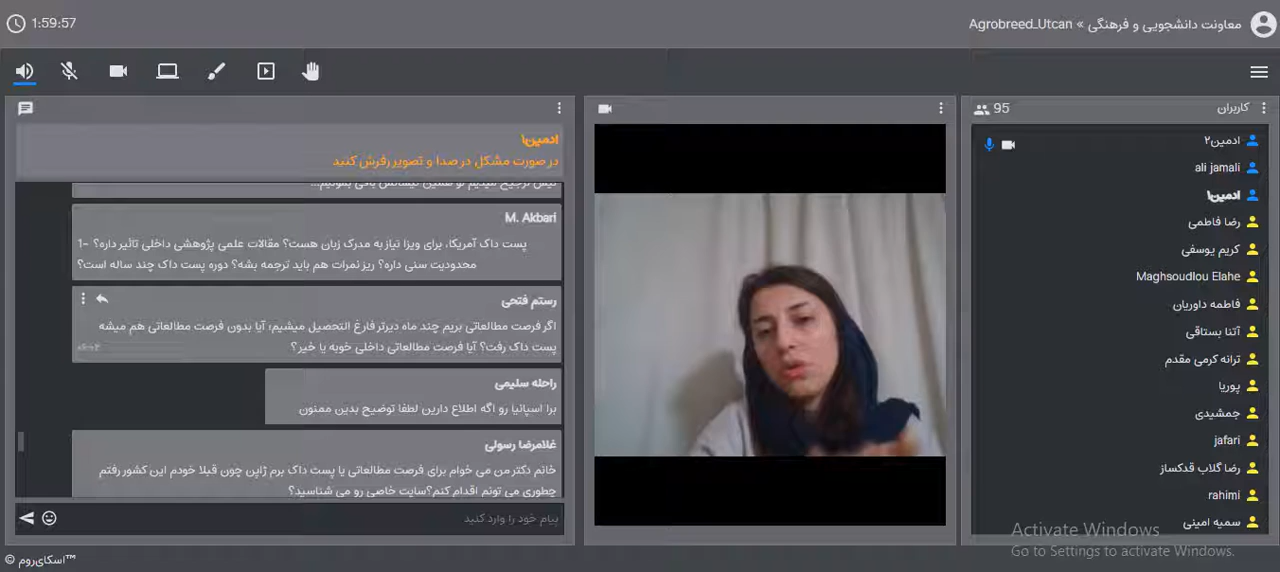 1:59:57
معاونت دانشجویی و فرهنگی » Agrobreed_Utcan
ادمین۱
در صورت مشکل در صدا و تصویر رفرش کنید
M. Akbari
1- پست داک آمریکا، برای ویزا نیاز به مدرک زبان هست؟ مقالات علمی پژوهشی داخلی تاثیر داره؟
محدودیت سنی داره؟ ریز نمرات هم باید ترجمه بشه؟ دوره پست داک چند ساله است؟
رستم فتحی
اگر فرصت مطالعاتی بریم چند ماه دیرتر فارغ التحصیل میشیم؛ آیا بدون فرصت مطالعاتی هم میشه
پست داک رفت؟ آیا فرصت مطالعاتی داخلی خوبه یا خیر؟
راحله سلیمی
برا اسپانیا رو اگه اطلاع دارین لطفا توضیح بدین ممنون
غلامرضا رسولی
خانم دکتر من می خوام برای فرصت مطالعاتی یا پست داک برم ژاپن چون قبلا خودم این کشور رفتم
چطوری می تونم اقدام کنم؟سایت خاصی رو می شناسید؟
پیام خود را وارد کنید
کاربران
95
ادمین۲
ali jamali
ادمین۱
رضا فاطمی
کریم یوسفی
Maghsoudlou Elahe
فاطمه داوریان
آتنا بستاقی
ترانه کرمی مقدم
پوریا
جمشیدی
jafari
رضا گلاب قدکساز
rahimi
سمیه امینی
Activate Windows
Go to Settings to activate Windows.
© اسکای‌روم™